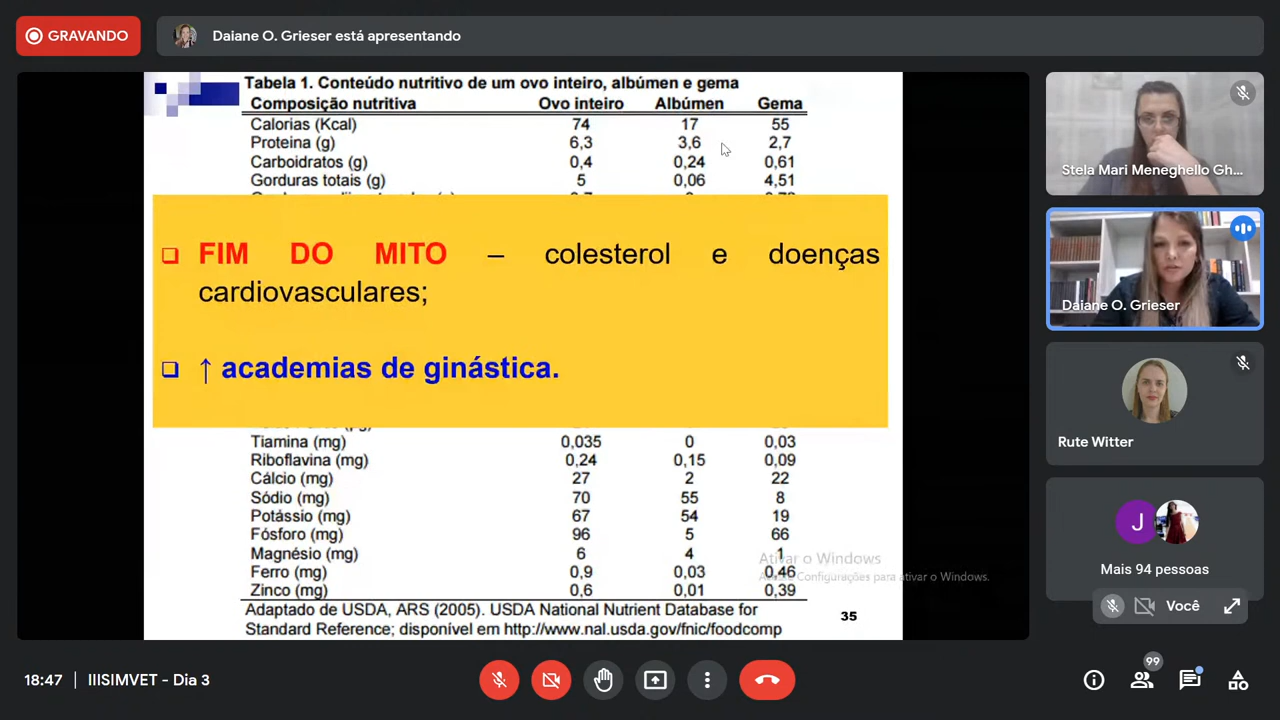 GRAVANDO
Daiane O. Grieser está apresentando
Tabela 1. Conteúdo nutritivo de um ovo inteiro, albúmen e gema
Composição nutritiva Ovo inteiro Albúmen Gema
Calorias (Kcal) 74 17 55
Proteina (g) 6,3 3,6 2,7
Carboidratos (g) 0,4 0,24 0,61
Gorduras totais (g) 5 0,06 4,51
❑ FIM DO MITO – colesterol e doenças
cardiovasculares;
❑ ↑ academias de ginástica.
Tiamina (mg) 0,035 0 0,03
Riboflavina (mg) 0,24 0,15 0,09
Cálcio (mg) 27 2 22
Sódio (mg) 70 55 8
Potássio (mg) 67 54 19
Fósforo (mg) 96 5 66
Magnésio (mg) 6 4 1
Ferro (mg) 0,9 0,03 0,46
Zinco (mg) 0,6 0,01 0,39
Adaptado de USDA, ARS (2005). USDA National Nutrient Database for
Standard Reference; disponível em http://www.nal.usda.gov/fnic/foodcomp
35
Ativar o Windows
Configurações para ativar o Windows.
Stela Mari Meneghello Gh...
Daiane O. Grieser
Rute Witter
J
Mais 94 pessoas
Você
18:47 | IIISIMVET - Dia 3
99